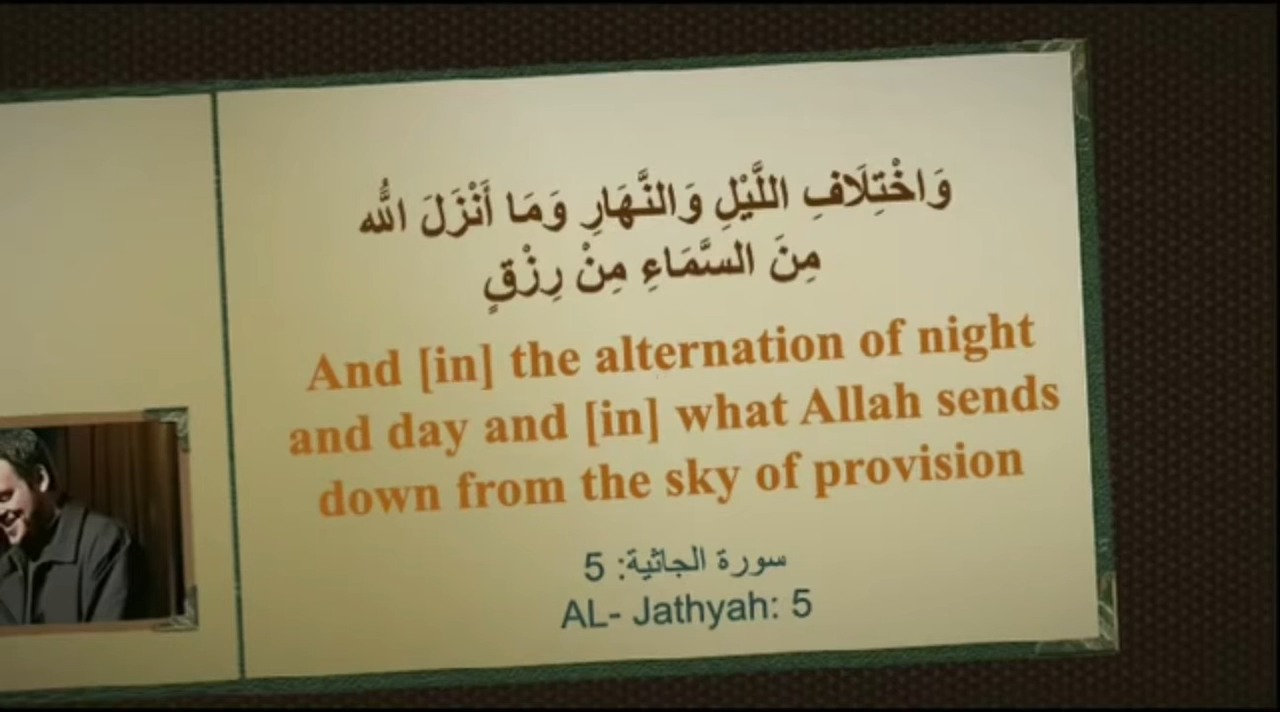 وَاخْتِلَافِ اللَّيْلِ وَالنَّهَارِ وَمَا أَنْزَلَ اللَّه
مِنَ السَّمَاءِ مِنْ رِزْقٍ
And [in] the alternation of night
and day and [in] what Allah sends
down from the sky of provision
سورة الجاثية: 5
AL- Jathyah: 5